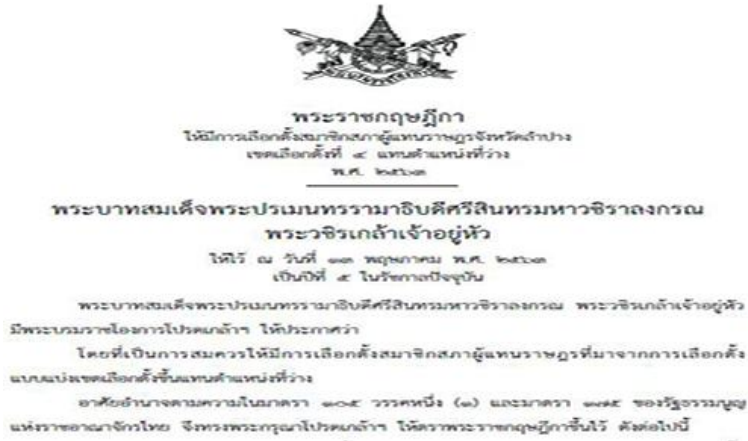 พระราชกฤษฎีกา
ให้มีการเลือกตั้งสมาชิกสภาผู้แทนราษฎรจังหวัดลำปาง
เขตเลือกตั้งที่ ๔ แทนตำแหน่งที่ว่าง
พ.ศ. ๒๕๖๓
พระบาทสมเด็จพระปรเมนทรรามาธิบดีศรีสินทรมหาวชิราลงกรณ
พระวชิรเกล้าเจ้าอยู่หัว
ให้ไว้ ณ วันที่ ๑๓ พฤษภาคม พ.ศ. ๒๕๖๓
เป็นปีที่ ๕ ในรัชกาลปัจจุบัน
พระบาทสมเด็จพระปรเมนทรรามาธิบดีศรีสินทรมหาวชิราลงกรณ พระวชิรเกล้าเจ้าอยู่หัว
มีพระบรมราชโองการโปรดเกล้าฯ ให้ประกาศว่า
โดยที่เป็นการสมควรให้มีการเลือกตั้งสมาชิกสภาผู้แทนราษฎรที่มาจากการเลือกตั้ง
แบบแบ่งเขตเลือกตั้งขึ้นแทนตำแหน่งที่ว่าง
อาศัยอำนาจตามความในมาตรา ๑๐๕ วรรคหนึ่ง (๑) และมาตรา ๑๗๕ ของรัฐธรรมนูญ
แห่งราชอาณาจักรไทย จึงทรงพระกรุณาโปรดเกล้าฯ ให้ตราพระราชกฤษฎีกาขึ้นไว้ ดังต่อไปนี้